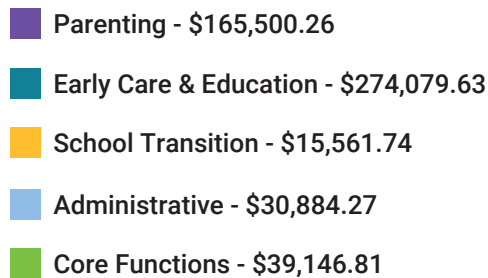 Parenting - $165,500.26
Early Care & Education - $274,079.63
School Transition - $15,561.74
Administrative - $30,884.27
Core Functions - $39,146.81